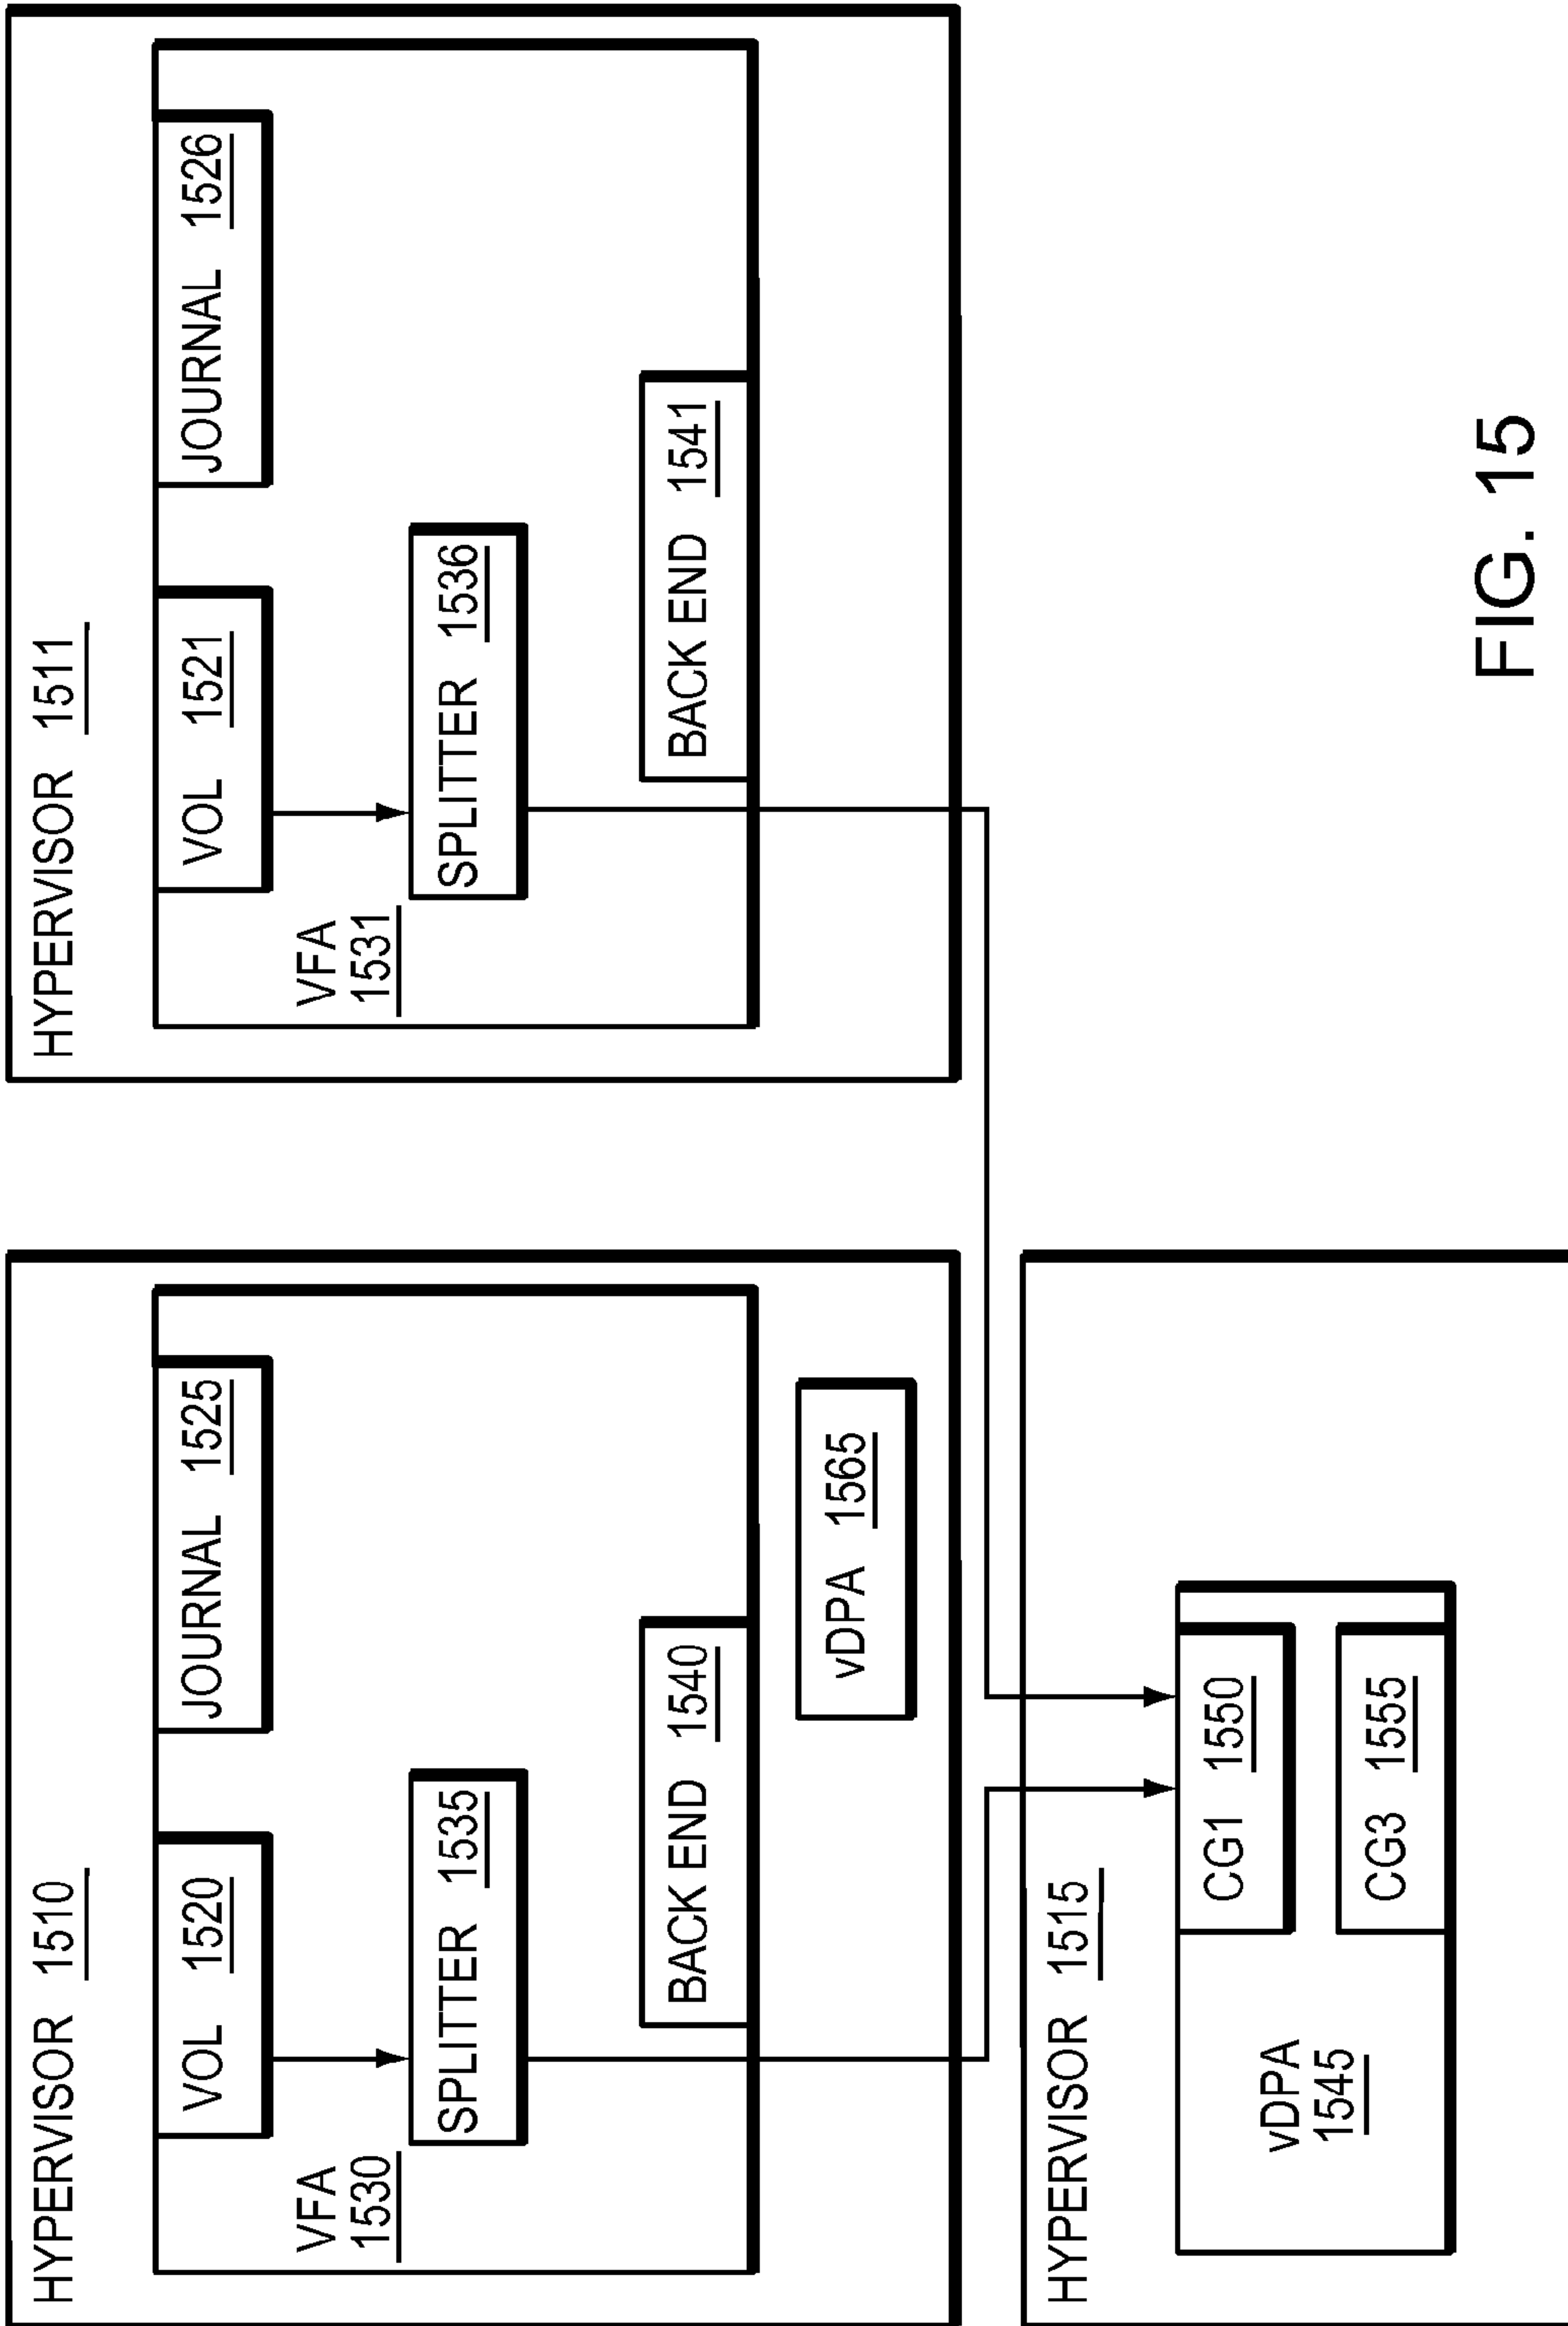 HYPERVISOR 1510
VOL 1520
JOURNAL 1525
VFA
1530
SPLITTER 1535
BACK END 1540
vDPA 1565
HYPERVISOR 1511
VOL 1521
JOURNAL 1526
VFA
1531
SPLITTER 1536
BACK END 1541
HYPERVISOR 1515
vDPA
1545
CG1 1550
CG3 1555
FIG. 15